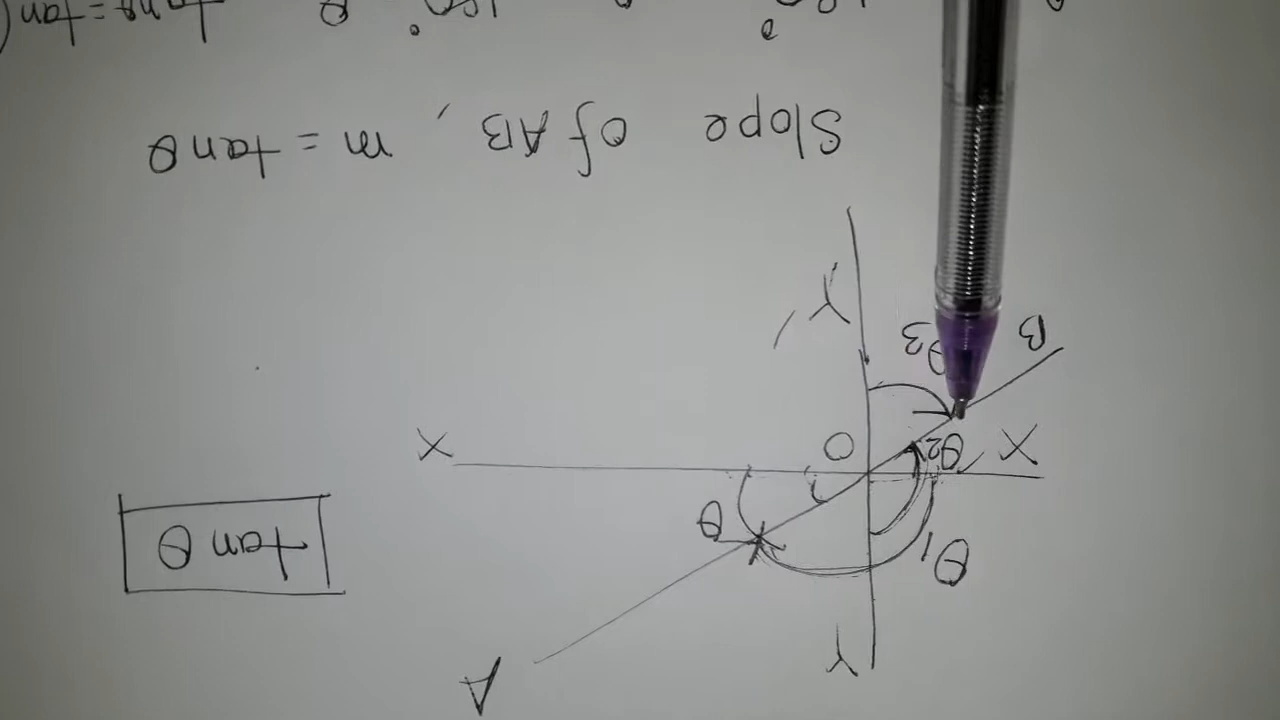 Y A
θ1 θ
tanθ
X' θ2 O X
B θ3
Y'
Slope of AB, m = tanθ